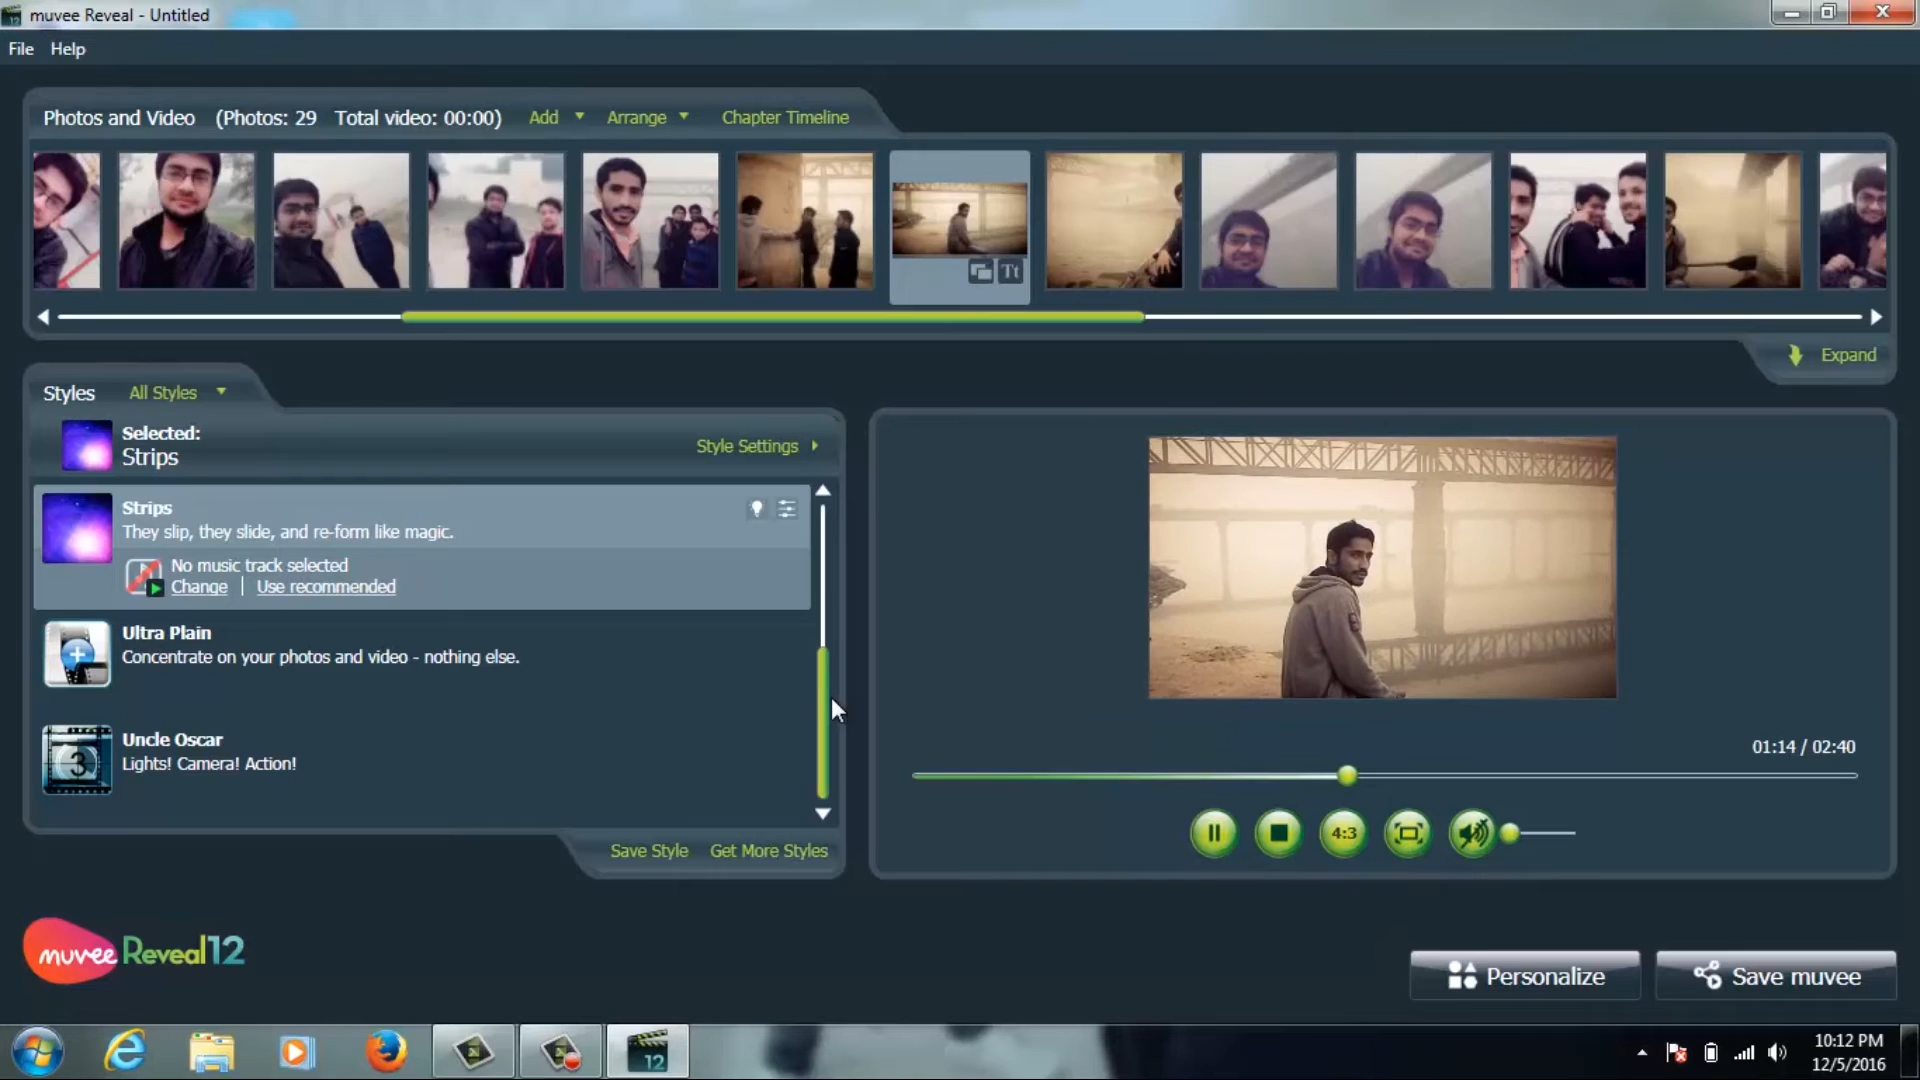 muvee Reveal - Untitled
File Help
Photos and Video (Photos: 29 Total video: 00:00) Add Arrange Chapter Timeline
Tt
Expand
Styles All Styles
Selected:
Strips
Style Settings
Strips
They slip, they slide, and re-form like magic.
No music track selected
Change | Use recommended
Ultra Plain
Concentrate on your photos and video - nothing else.
3
Uncle Oscar
Lights! Camera! Action!
Save Style Get More Styles
01:14 / 02:40
4:3
muvee Reveal12
Personalize
Save muvee
12
10:12 PM
12/5/2016